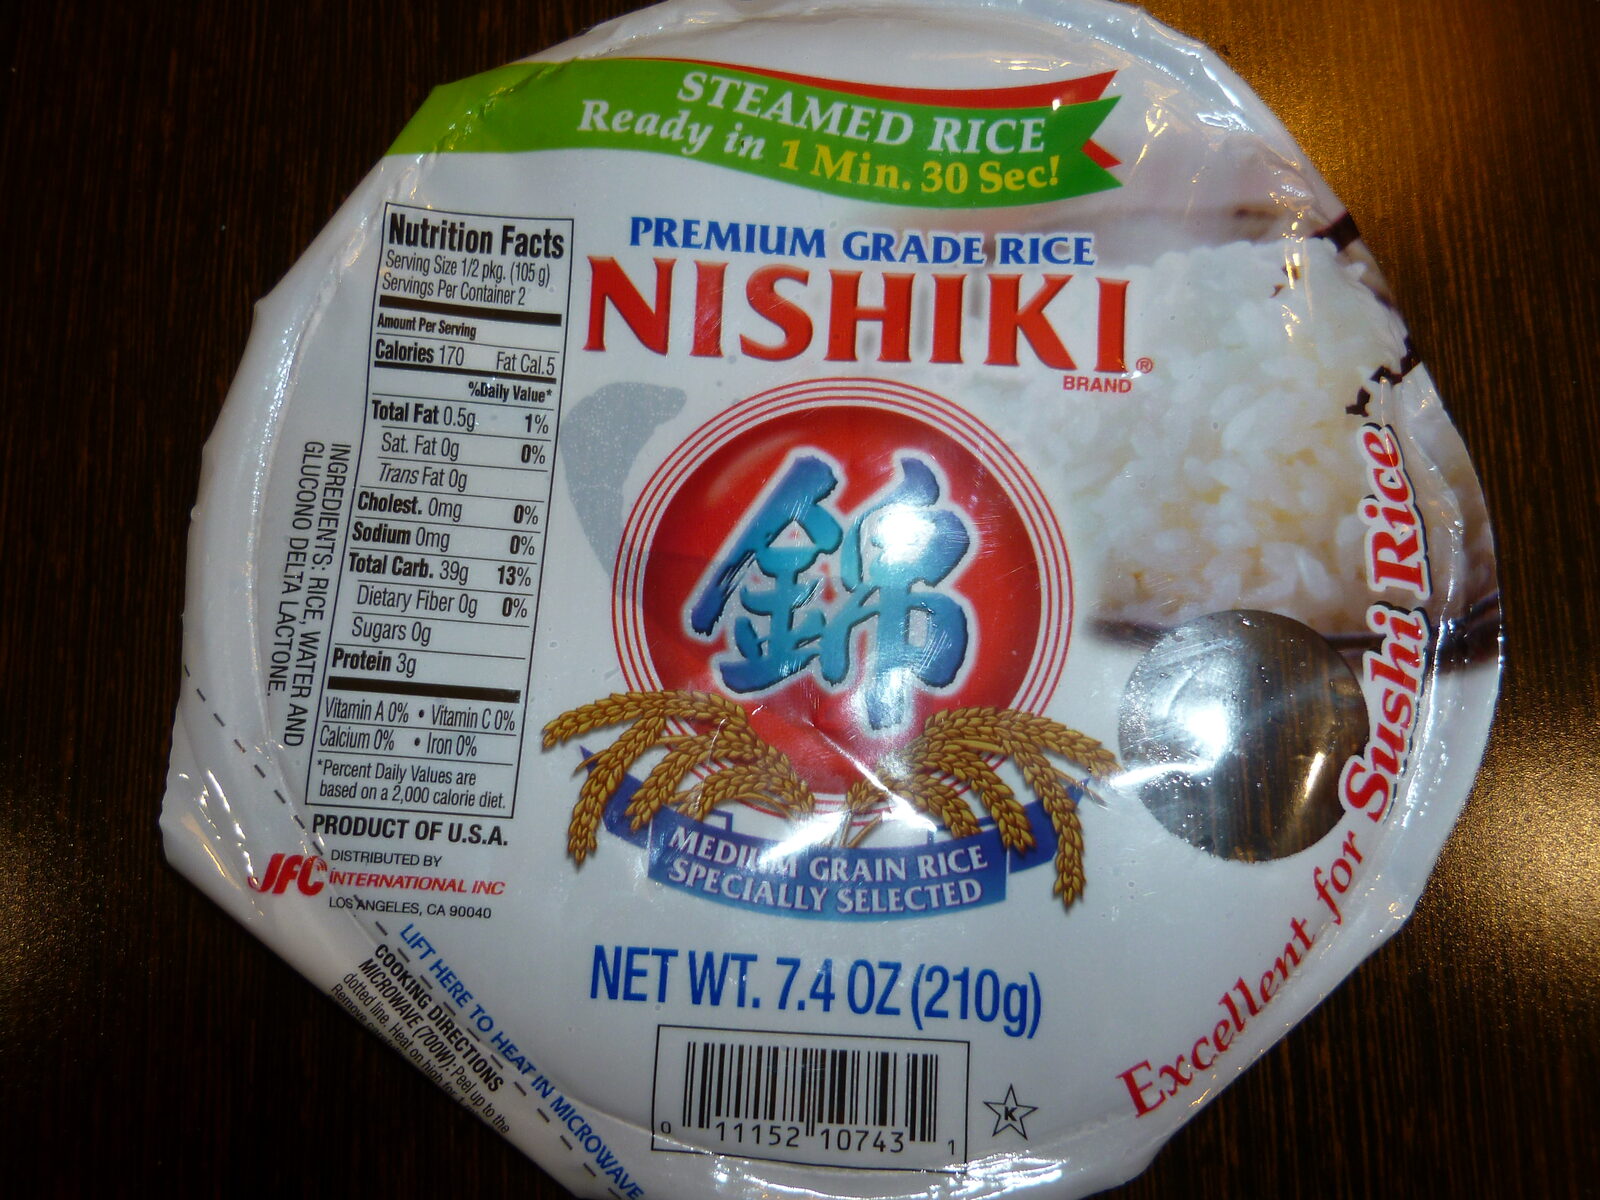 STEAMED RICE
Ready in 1 Min. 30 Sec!
PREMIUM GRADE RICE
NISHIKI®
BRAND
錦
MEDIUM GRAIN RICE
SPECIALLY SELECTED
NET WT. 7.4 OZ (210g)
Excellent for Sushi Rice
Nutrition Facts
Serving Size 1/2 pkg. (105 g)
Servings Per Container 2
Amount Per Serving
Calories 170 Fat Cal.5
%Daily Value*
Total Fat 0.5g 1%
Sat. Fat 0g 0%
Trans Fat 0g
Cholest. 0mg 0%
Sodium 0mg 0%
Total Carb. 39g 13%
Dietary Fiber 0g 0%
Sugars 0g
Protein 3g
Vitamin A 0% • Vitamin C 0%
Calcium 0% • Iron 0%
*Percent Daily Values are
based on a 2,000 calorie diet.
INGREDIENTS: RICE, WATER AND
GLUCONO DELTA LACTONE.
PRODUCT OF U.S.A.
JFC
DISTRIBUTED BY
INTERNATIONAL INC
LOS ANGELES, CA 90040
LIFT HERE TO HEAT IN MICROWAVE
COOKING DIRECTIONS
MICROWAVE (700W): Peel up to the
dotted line. Heat on high for
Remove
0 11152 10743 1
K